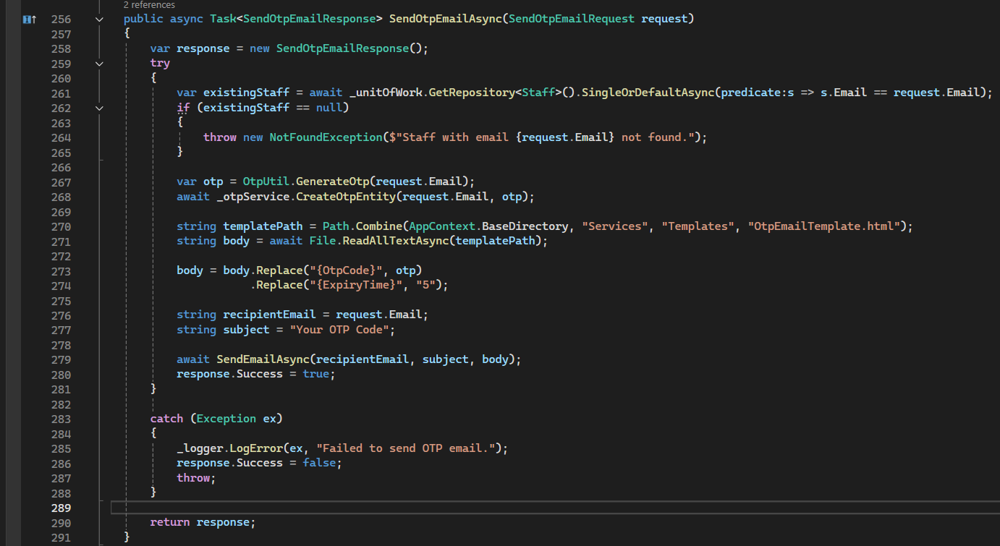 2 references
256 public async Task<SendOtpEmailResponse> SendOtpEmailAsync(SendOtpEmailRequest request)
257 {
258 var response = new SendOtpEmailResponse();
259 try
260 {
261 var existingStaff = await _unitOfWork.GetRepository<Staff>().SingleOrDefaultAsync(predicate:s => s.Email == request.Email);
262 if (existingStaff == null)
263 {
264 throw new NotFoundException($"Staff with email {request.Email} not found.");
265 }
266
267 var otp = OtpUtil.GenerateOtp(request.Email);
268 await _otpService.CreateOtpEntity(request.Email, otp);
269
270 string templatePath = Path.Combine(AppContext.BaseDirectory, "Services", "Templates", "OtpEmailTemplate.html");
271 string body = await File.ReadAllTextAsync(templatePath);
272
273 body = body.Replace("{OtpCode}", otp)
274 .Replace("{ExpiryTime}", "5");
275
276 string recipientEmail = request.Email;
277 string subject = "Your OTP Code";
278
279 await SendEmailAsync(recipientEmail, subject, body);
280 response.Success = true;
281 }
282
283 catch (Exception ex)
284 {
285 _logger.LogError(ex, "Failed to send OTP email.");
286 response.Success = false;
287 throw;
288 }
289
290 return response;
291 }